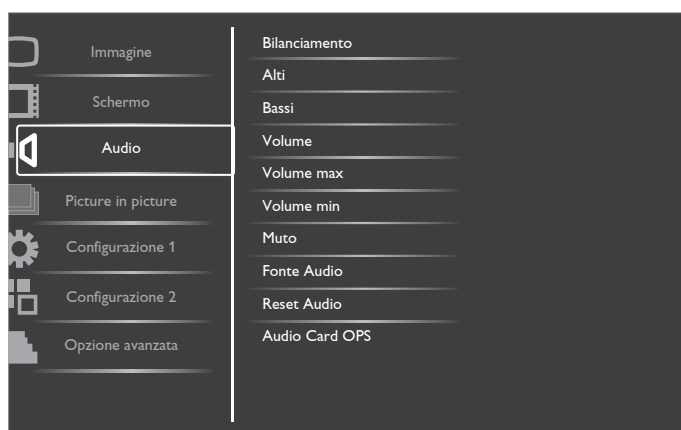 Immagine
Schermo
Audio
Picture in picture
Configurazione 1
Configurazione 2
Opzione avanzata
Bilanciamento
Alti
Bassi
Volume
Volume max
Volume min
Muto
Fonte Audio
Reset Audio
Audio Card OPS